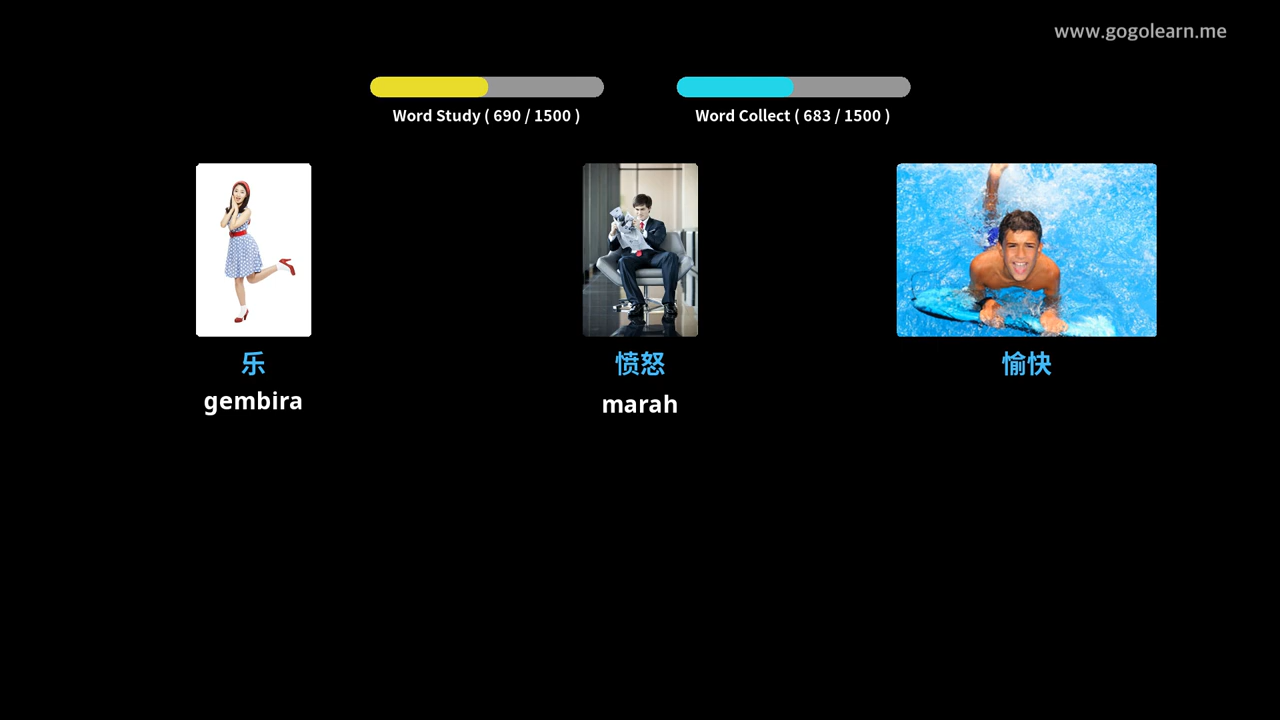 www.gogolearn.me
Word Study ( 690 / 1500 )
Word Collect ( 683 / 1500 )
乐
愤怒
愉快
gembira
marah